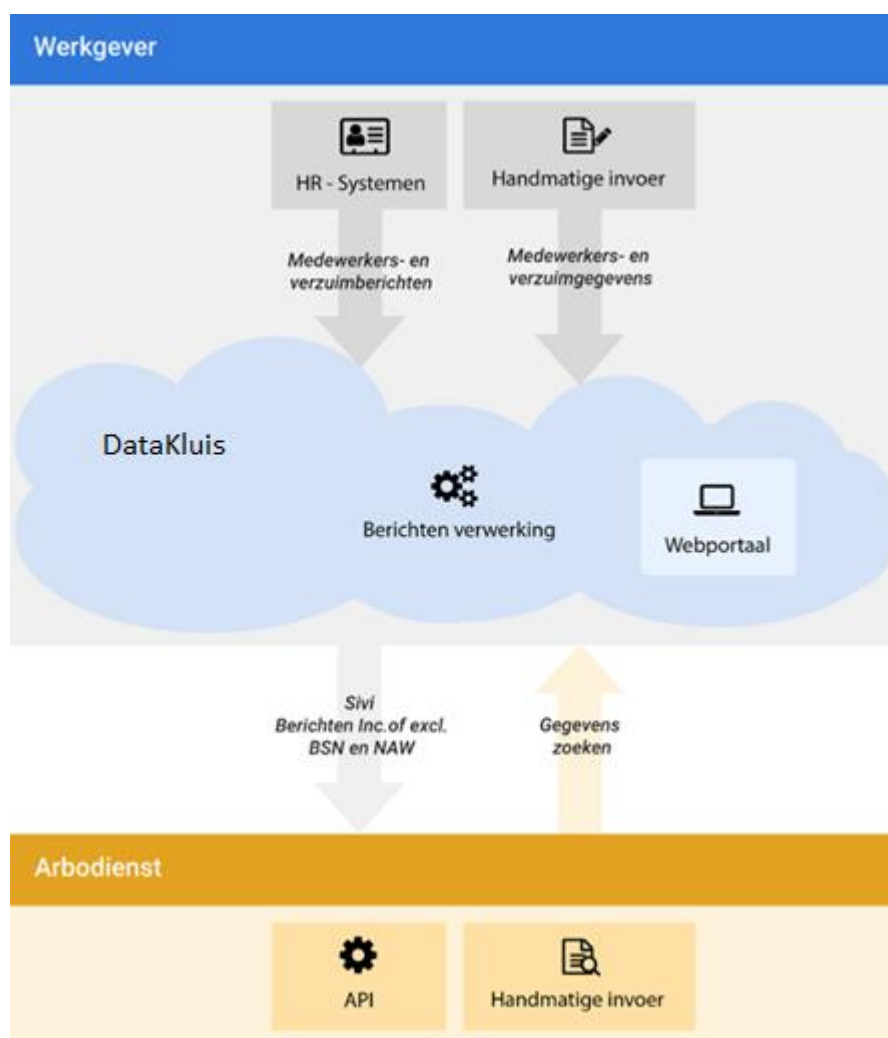 Werkgever
HR - Systemen
Handmatige invoer
Medewerkers- en
verzuimberichten
Medewerkers- en
verzuimgegevens
DataKluis
Berichten verwerking
Webportaal
Sivi
Berichten Inc.of excl.
BSN en NAW
Gegevens
zoeken
Arbodienst
API
Handmatige invoer